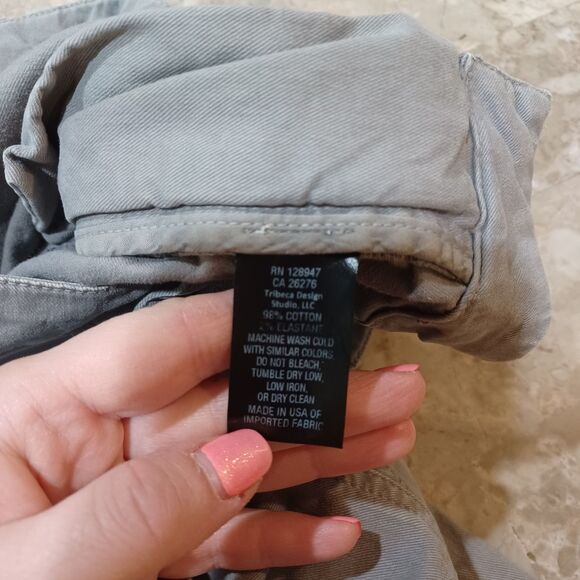 RN 128947
CA 26276
Tribeca Design
Studio, LLC
98% COTTON
2% ELASTANE
MACHINE WASH COLD
WITH SIMILAR COLORS
DO NOT BLEACH,
TUMBLE DRY LOW,
LOW IRON,
OR DRY CLEAN
MADE IN USA OF
IMPORTED FABRIC